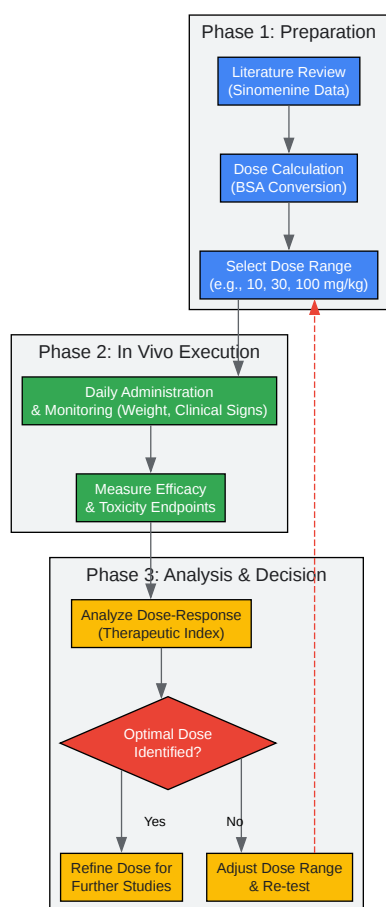 Phase 1: Preparation
Literature Review
(Sinomenine Data)
Dose Calculation
(BSA Conversion)
Select Dose Range
(e.g., 10, 30, 100 mg/kg)
Phase 2: In Vivo Execution
Daily Administration
& Monitoring (Weight, Clinical Signs)
Measure Efficacy
& Toxicity Endpoints
Phase 3: Analysis & Decision
Analyze Dose-Response
(Therapeutic Index)
Optimal Dose
Identified?
Yes
No
Refine Dose for
Further Studies
Adjust Dose Range
& Re-test